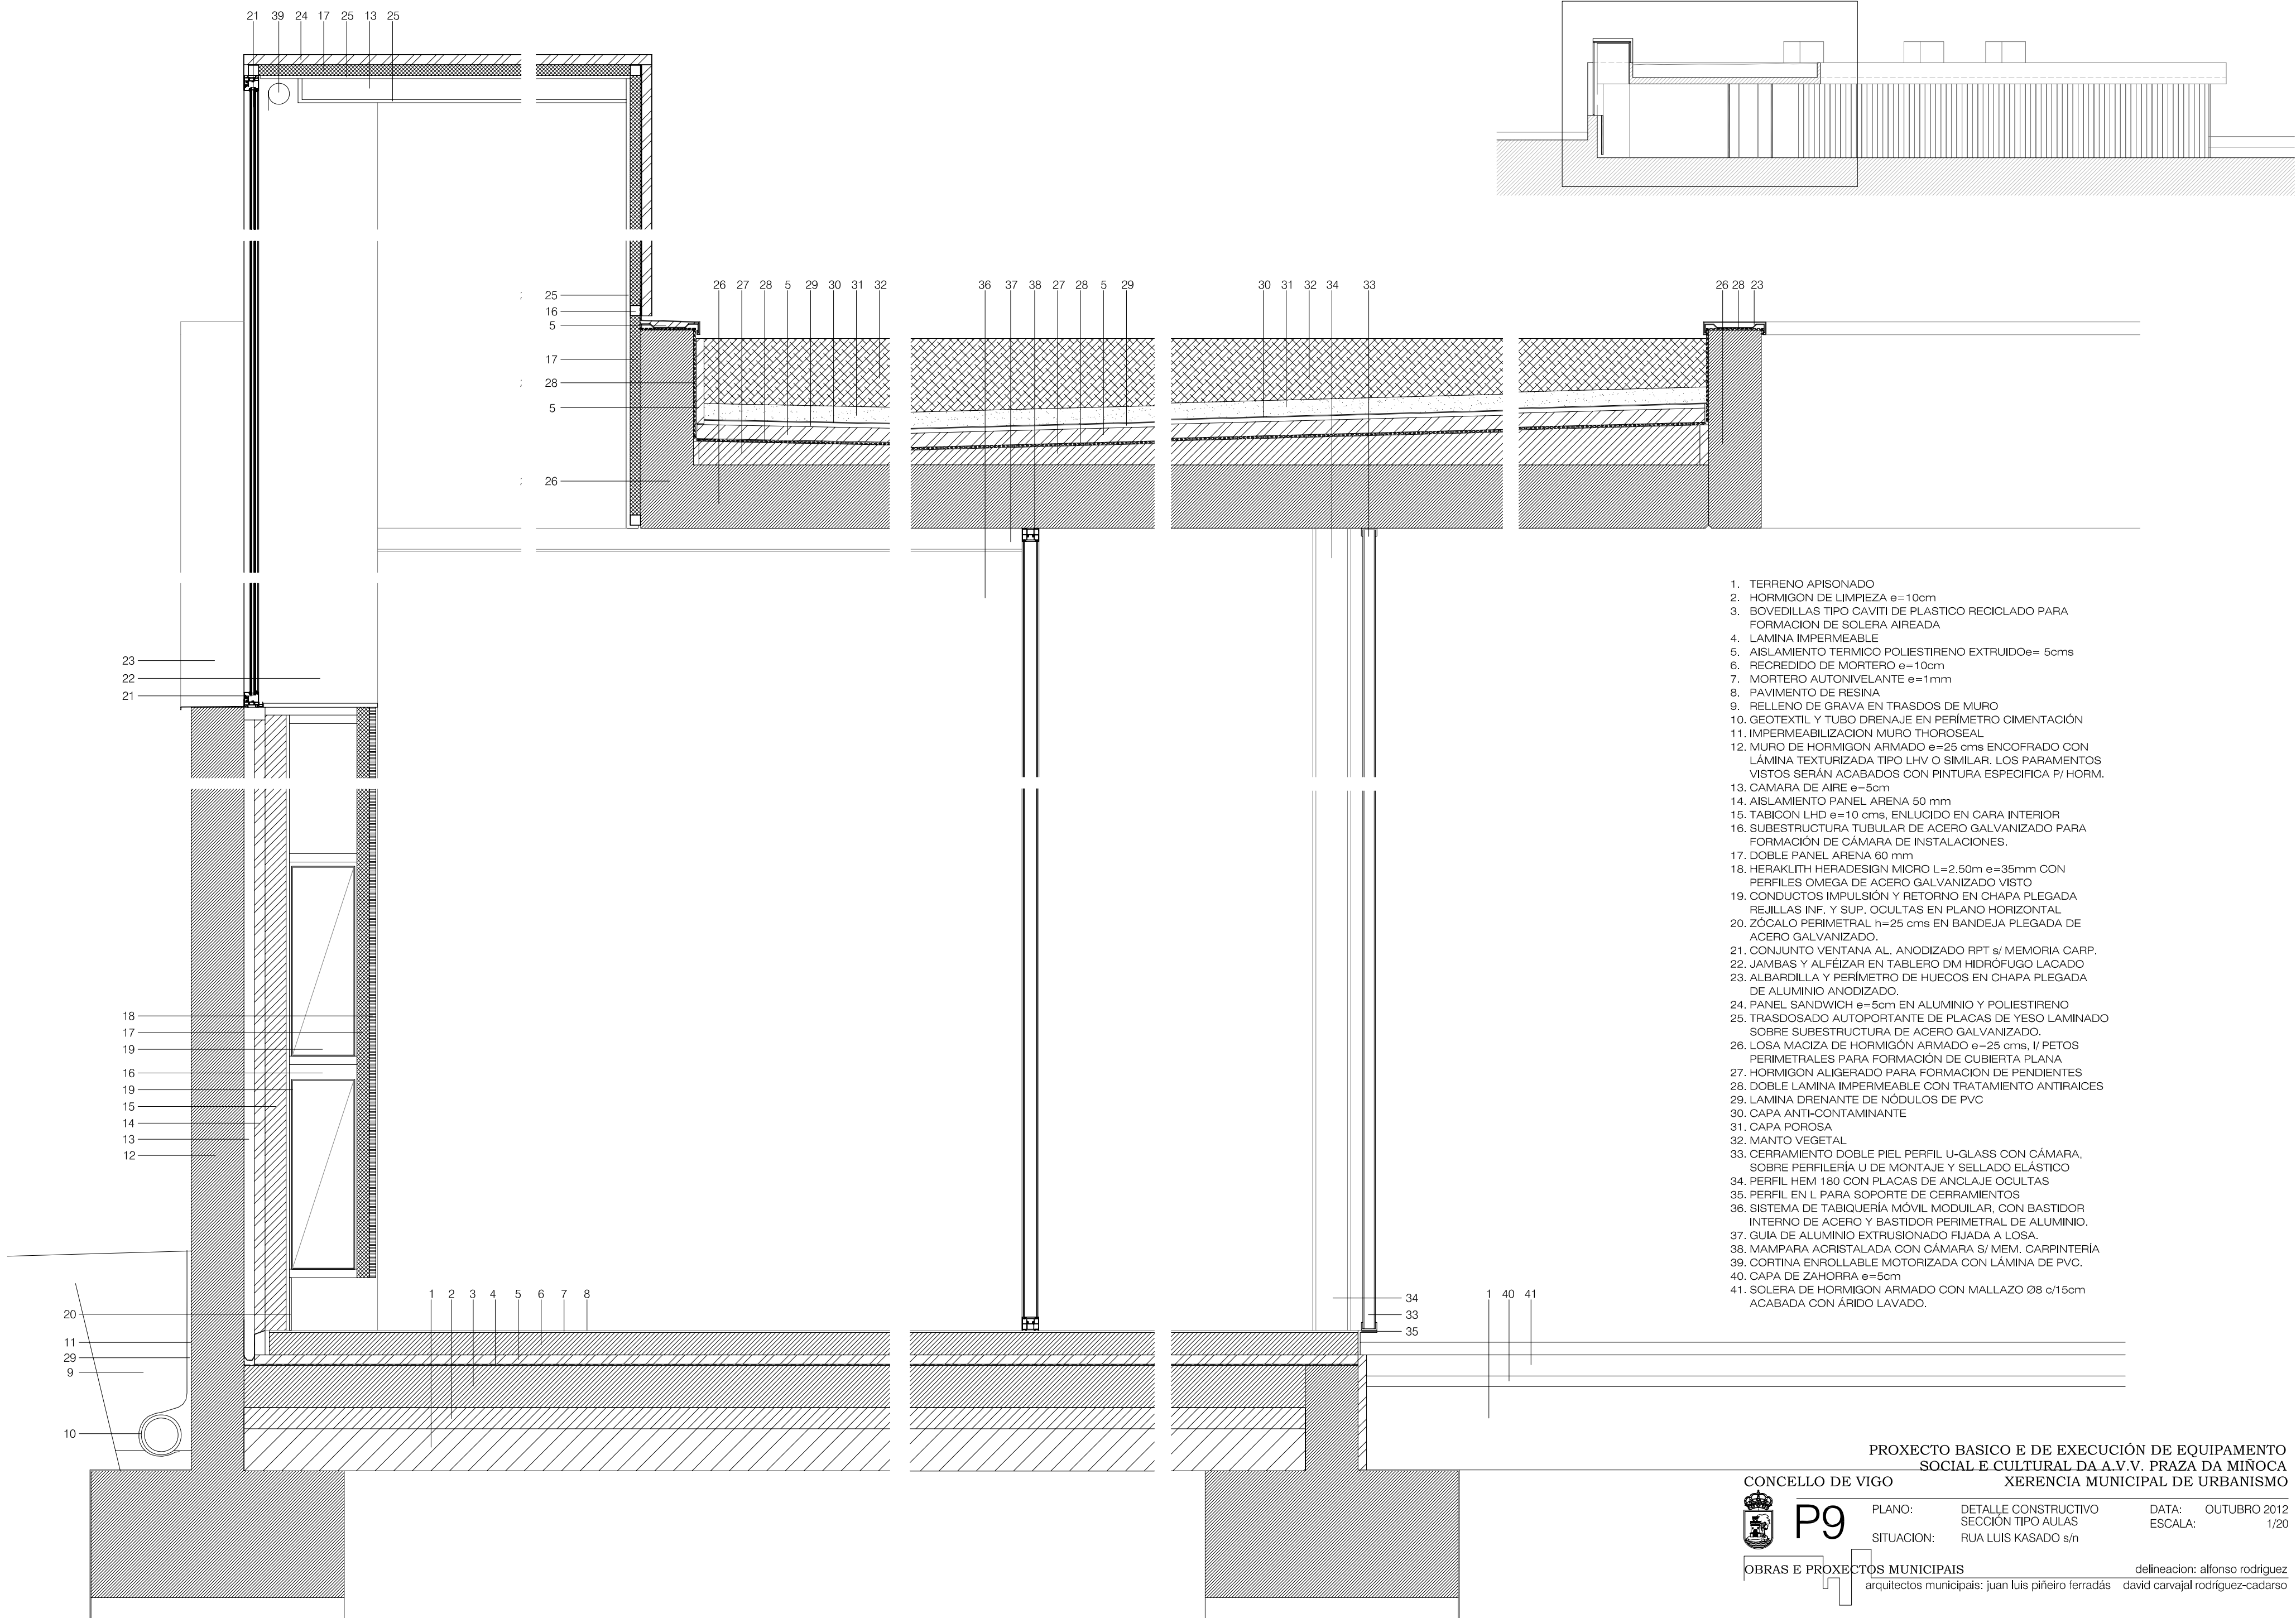 21 39 24 17 25 13 25
25
16
5
17
28
5
26
26 27 28 5 29 30 31 32
36 37 38 27 28 5 29
30 31 32 34 33
26 28 23
23
22
21
18
17
19
16
19
15
14
13
12
20
11
29
9
10
1 2 3 4 5 6 7 8
34
33
35
1 40 41
1. TERRENO APISONADO
2. HORMIGON DE LIMPIEZA e=10cm
3. BOVEDILLAS TIPO CAVITI DE PLASTICO RECICLADO PARA
FORMACION DE SOLERA AIREADA
4. LAMINA IMPERMEABLE
5. AISLAMIENTO TERMICO POLIESTIRENO EXTRUIDOe= 5cms
6. RECREDIDO DE MORTERO e=10cm
7. MORTERO AUTONIVELANTE e=1mm
8. PAVIMENTO DE RESINA
9. RELLENO DE GRAVA EN TRASDOS DE MURO
10. GEOTEXTIL Y TUBO DRENAJE EN PERÍMETRO CIMENTACIÓN
11. IMPERMEABILIZACION MURO THOROSEAL
12. MURO DE HORMIGON ARMADO e=25 cms ENCOFRADO CON
LÁMINA TEXTURIZADA TIPO LHV O SIMILAR. LOS PARAMENTOS
VISTOS SERÁN ACABADOS CON PINTURA ESPECIFICA P/ HORM.
13. CAMARA DE AIRE e=5cm
14. AISLAMIENTO PANEL ARENA 50 mm
15. TABICON LHD e=10 cms, ENLUCIDO EN CARA INTERIOR
16. SUBESTRUCTURA TUBULAR DE ACERO GALVANIZADO PARA
FORMACIÓN DE CÁMARA DE INSTALACIONES.
17. DOBLE PANEL ARENA 60 mm
18. HERAKLITH HERADESIGN MICRO L=2.50m e=35mm CON
PERFILES OMEGA DE ACERO GALVANIZADO VISTO
19. CONDUCTOS IMPULSIÓN Y RETORNO EN CHAPA PLEGADA
REJILLAS INF. Y SUP. OCULTAS EN PLANO HORIZONTAL
20. ZÓCALO PERIMETRAL h=25 cms EN BANDEJA PLEGADA DE
ACERO GALVANIZADO.
21. CONJUNTO VENTANA AL. ANODIZADO RPT s/ MEMORIA CARP.
22. JAMBAS Y ALFÉIZAR EN TABLERO DM HIDRÓFUGO LACADO
23. ALBARDILLA Y PERÍMETRO DE HUECOS EN CHAPA PLEGADA
DE ALUMINIO ANODIZADO.
24. PANEL SANDWICH e=5cm EN ALUMINIO Y POLIESTIRENO
25. TRASDOSADO AUTOPORTANTE DE PLACAS DE YESO LAMINADO
SOBRE SUBESTRUCTURA DE ACERO GALVANIZADO.
26. LOSA MACIZA DE HORMIGÓN ARMADO e=25 cms, I/ PETOS
PERIMETRALES PARA FORMACIÓN DE CUBIERTA PLANA
27. HORMIGON ALIGERADO PARA FORMACION DE PENDIENTES
28. DOBLE LAMINA IMPERMEABLE CON TRATAMIENTO ANTIRAICES
29. LAMINA DRENANTE DE NÓDULOS DE PVC
30. CAPA ANTI-CONTAMINANTE
31. CAPA POROSA
32. MANTO VEGETAL
33. CERRAMIENTO DOBLE PIEL PERFIL U-GLASS CON CÁMARA,
SOBRE PERFILERÍA U DE MONTAJE Y SELLADO ELÁSTICO
34. PERFIL HEM 180 CON PLACAS DE ANCLAJE OCULTAS
35. PERFIL EN L PARA SOPORTE DE CERRAMIENTOS
36. SISTEMA DE TABIQUERÍA MÓVIL MODUILAR, CON BASTIDOR
INTERNO DE ACERO Y BASTIDOR PERIMETRAL DE ALUMINIO.
37. GUIA DE ALUMINIO EXTRUSIONADO FIJADA A LOSA.
38. MAMPARA ACRISTALADA CON CÁMARA S/ MEM. CARPINTERÍA
39. CORTINA ENROLLABLE MOTORIZADA CON LÁMINA DE PVC.
40. CAPA DE ZAHORRA e=5cm
41. SOLERA DE HORMIGON ARMADO CON MALLAZO Ø8 c/15cm
ACABADA CON ÁRIDO LAVADO.
PROXECTO BASICO E DE EXECUCIÓN DE EQUIPAMENTO
SOCIAL E CULTURAL DA A.V.V. PRAZA DA MIÑOCA
CONCELLO DE VIGO XERENCIA MUNICIPAL DE URBANISMO
P9
PLANO: DETALLE CONSTRUCTIVO DATA: OUTUBRO 2012
SECCIÓN TIPO AULAS ESCALA: 1/20
SITUACION: RUA LUIS KASADO s/n
OBRAS E PROXECTOS MUNICIPAIS delineacion: alfonso rodriguez
arquitectos municipais: juan luis piñeiro ferradás david carvajal rodríguez-cadarso